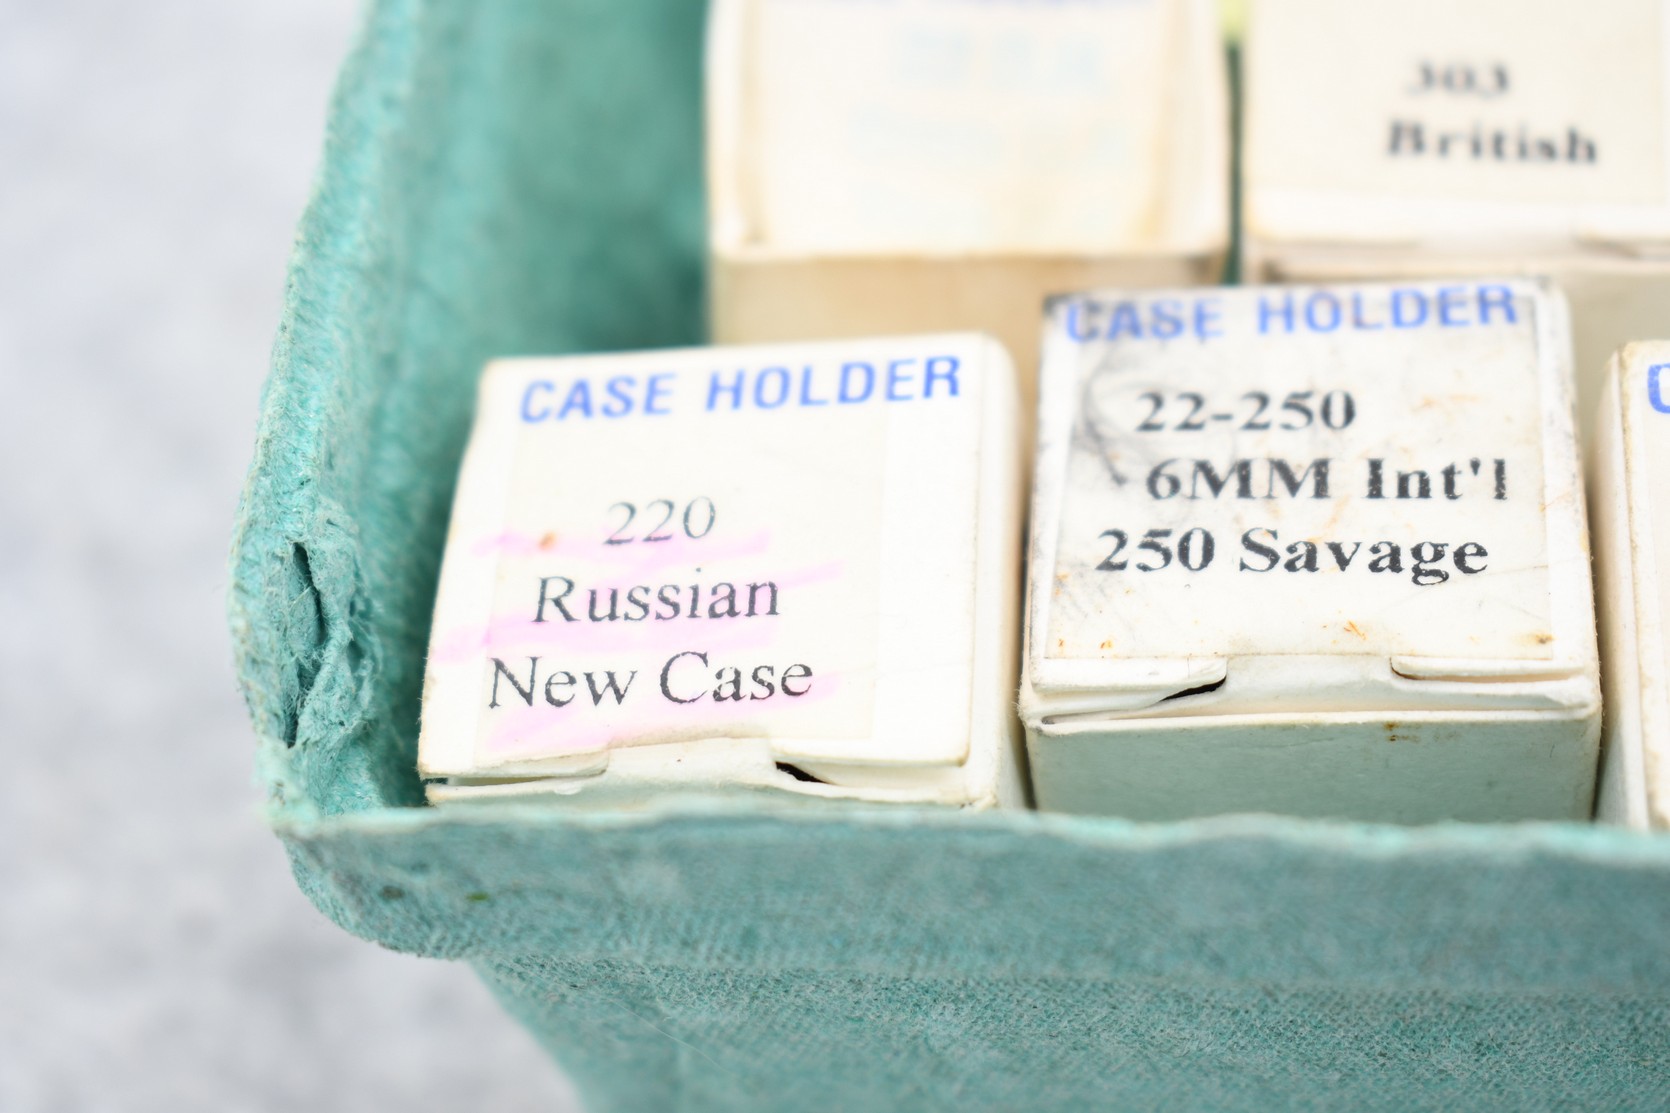 303
British
CASE HOLDER
220
Russian
New Case
CASE HOLDER
22-250
6MM Int'l
250 Savage
C